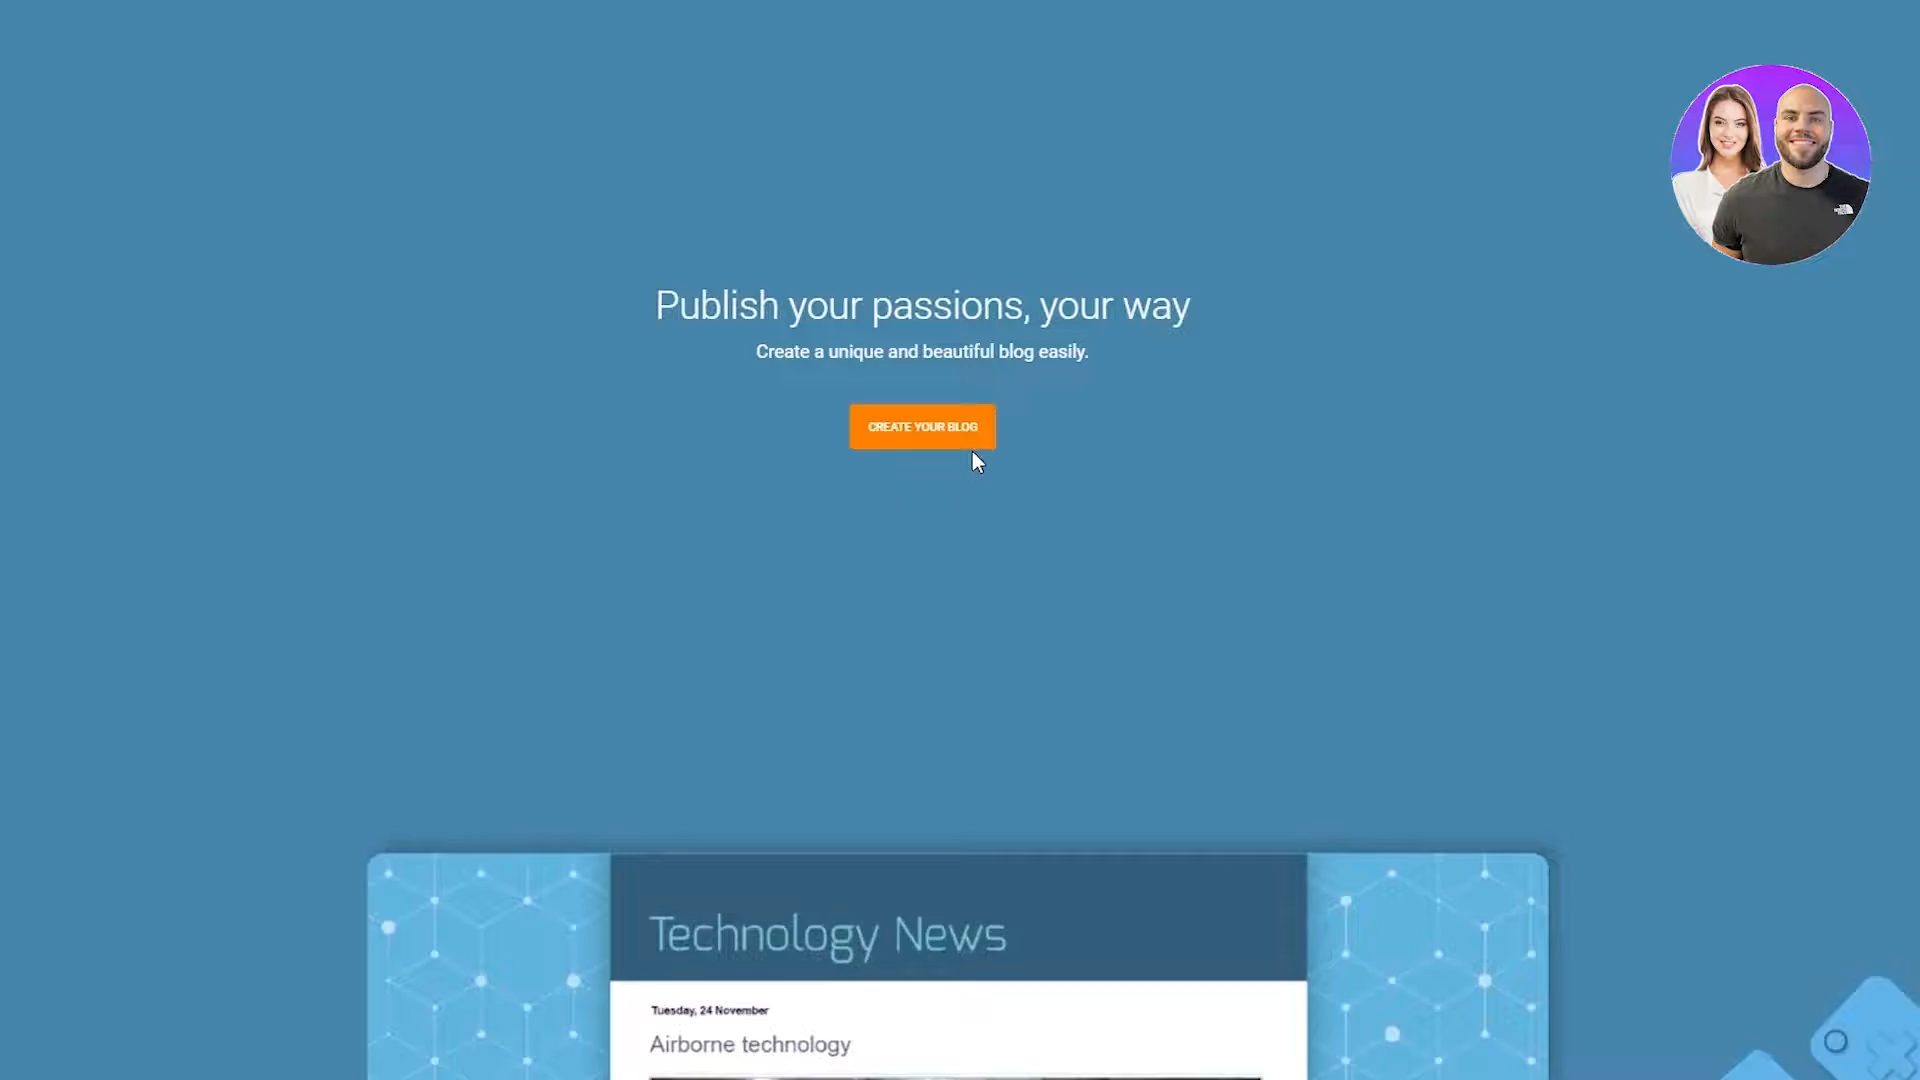 Publish your passions, your way
Create a unique and beautiful blog easily.
CREATE YOUR BLOG
Technology News
Tuesday, 24 November
Airborne technology